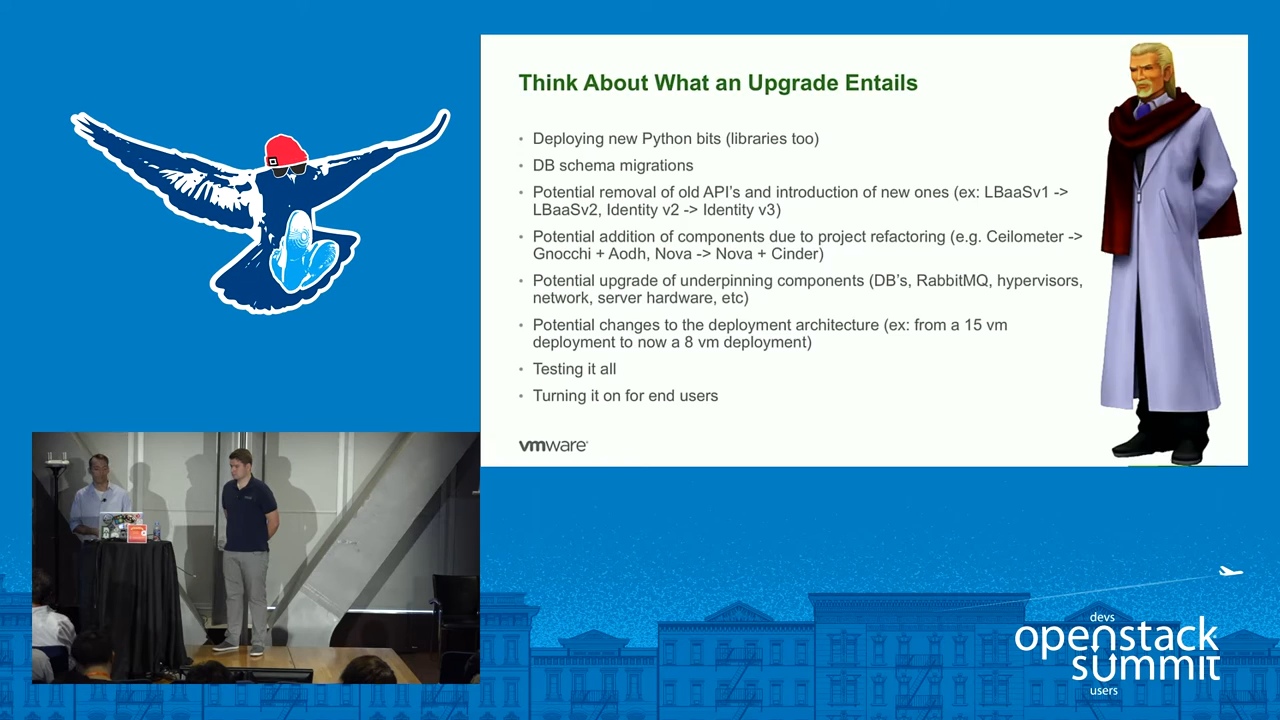 Think About What an Upgrade Entails
• Deploying new Python bits (libraries too)
• DB schema migrations
• Potential removal of old API's and introduction of new ones (ex: LBaaSv1 ->
LBaaSv2, Identity v2 -> Identity v3)
• Potential addition of components due to project refactoring (e.g. Ceilometer ->
Gnocchi + Aodh, Nova -> Nova + Cinder)
• Potential upgrade of underpinning components (DB's, RabbitMQ, hypervisors,
network, server hardware, etc)
• Potential changes to the deployment architecture (ex: from a 15 vm
deployment to now a 8 vm deployment)
• Testing it all
• Turning it on for end users
vmware
devs
openstack
summit
users